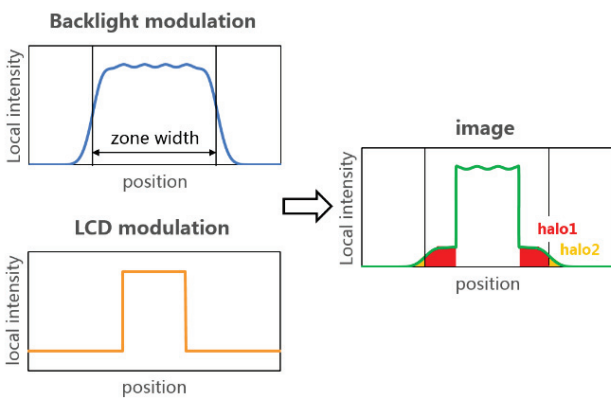 Backlight modulation
Local intensity
zone width
position
LCD modulation
local intensity
position
image
Local intensity
halo1
halo2
position